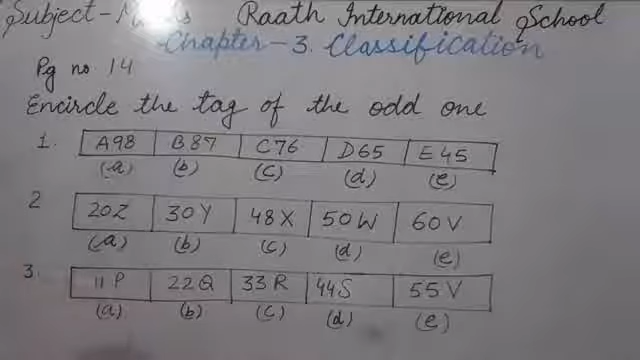 Subject-Maths Raath International School
Chapter-3. Classification
Pg no. 14
Encircle the tag of the odd one
1. A98 B87 C76 D65 E45
(a) (b) (c) (d) (e)
2 20Z 30Y 48X 50W 60V
(a) (b) (c) (d) (e)
3. 11P 22Q 33R 44S 55V
(a) (b) (c) (d) (e)